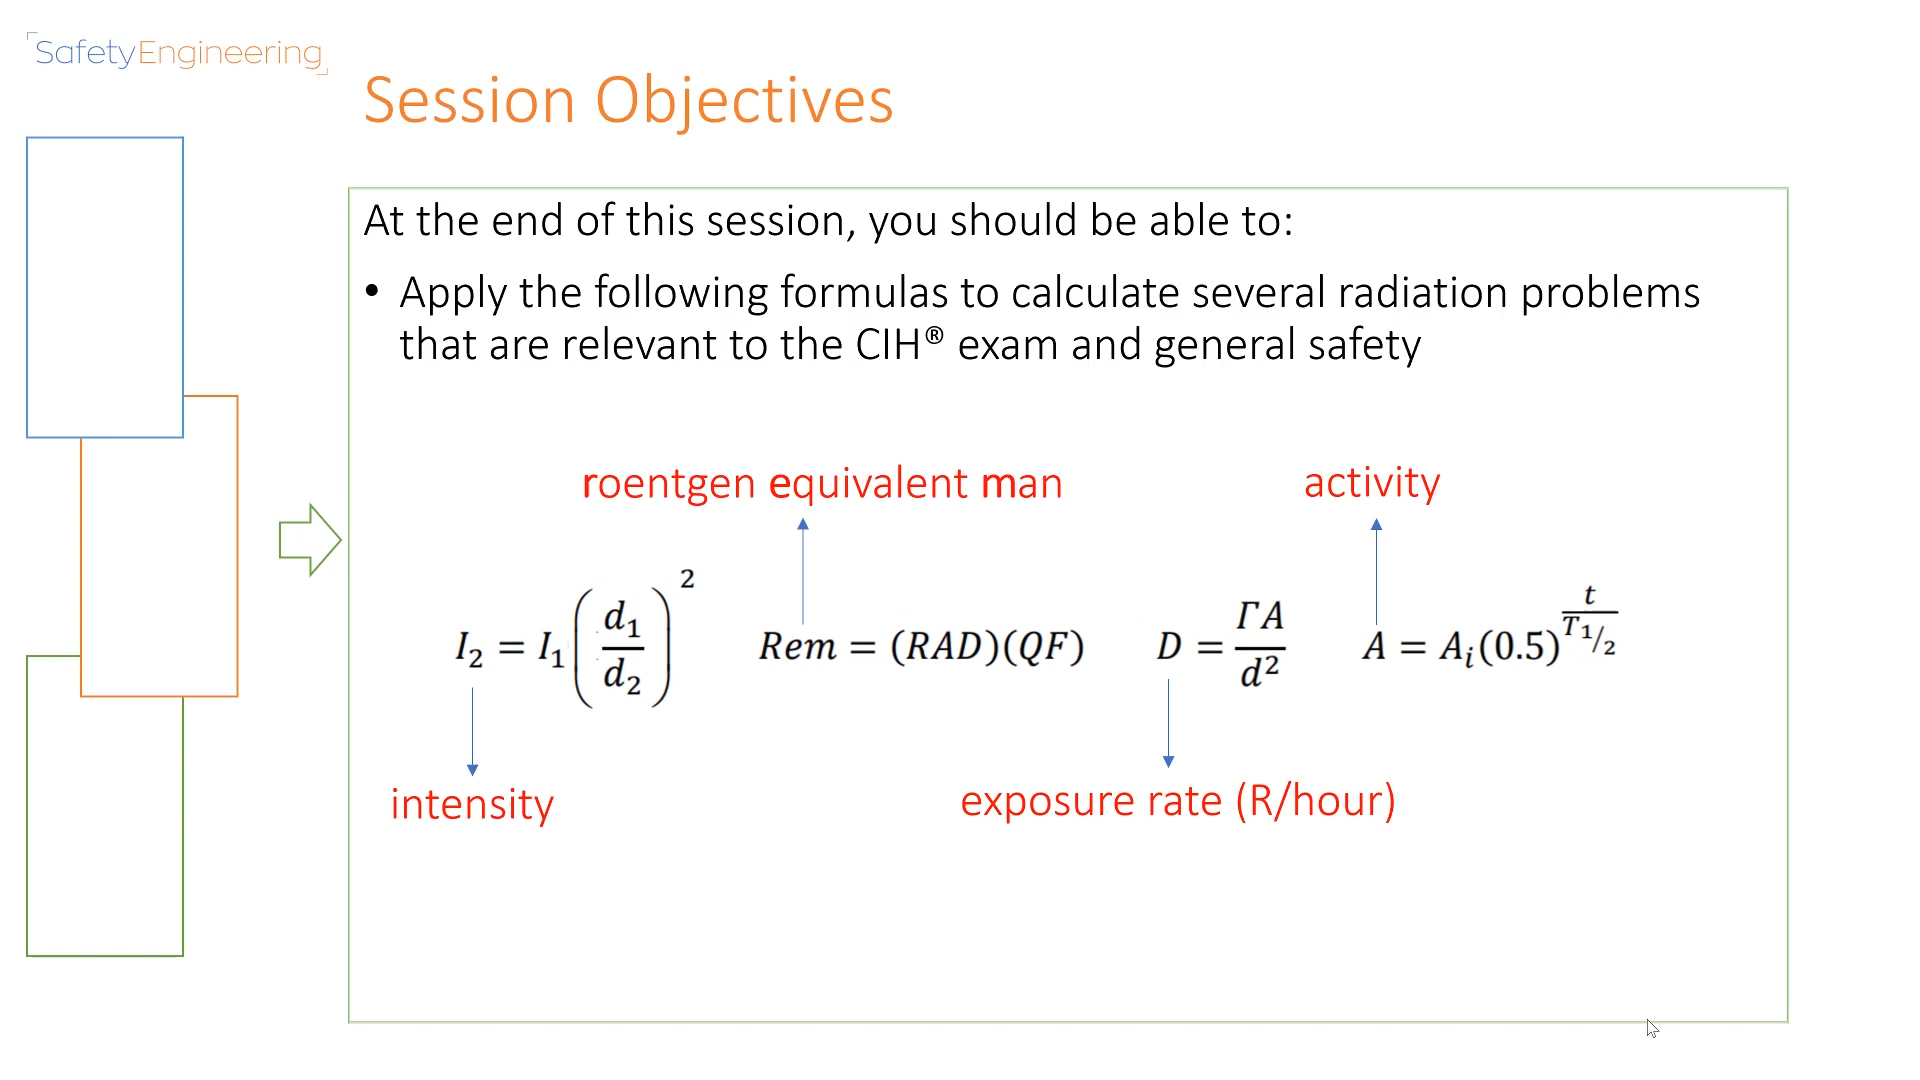 SafetyEngineering
Session Objectives
At the end of this session, you should be able to:
• Apply the following formulas to calculate several radiation problems
that are relevant to the CIH® exam and general safety
roentgen equivalent man
activity
I₂ = I₁(d₁/d₂)²
Rem = (RAD)(QF)
D = ΓA/d²
A = Aᵢ(0.5)^(t/T₁/₂)
intensity
exposure rate (R/hour)